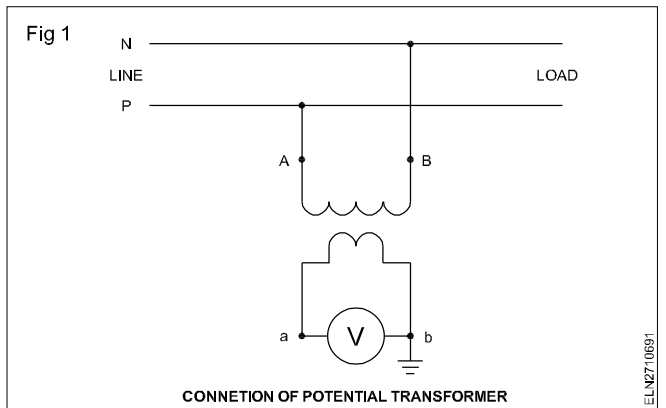 Fig 1
N
LINE
LOAD
P
A
B
a
V
b
CONNETION OF POTENTIAL TRANSFORMER
ELN2710691